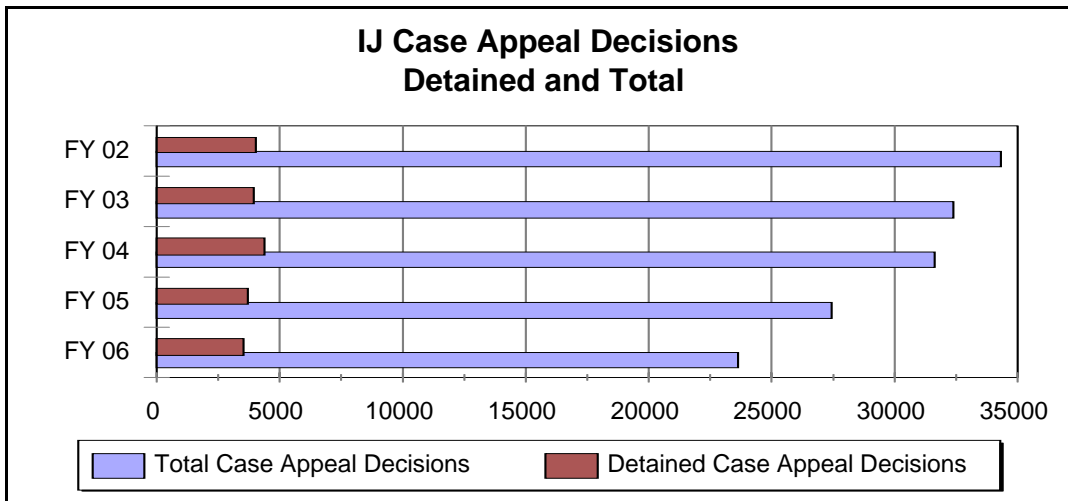 IJ Case Appeal Decisions
Detained and Total
FY 02
FY 03
FY 04
FY 05
FY 06
0 5000 10000 15000 20000 25000 30000 35000
Total Case Appeal Decisions Detained Case Appeal Decisions